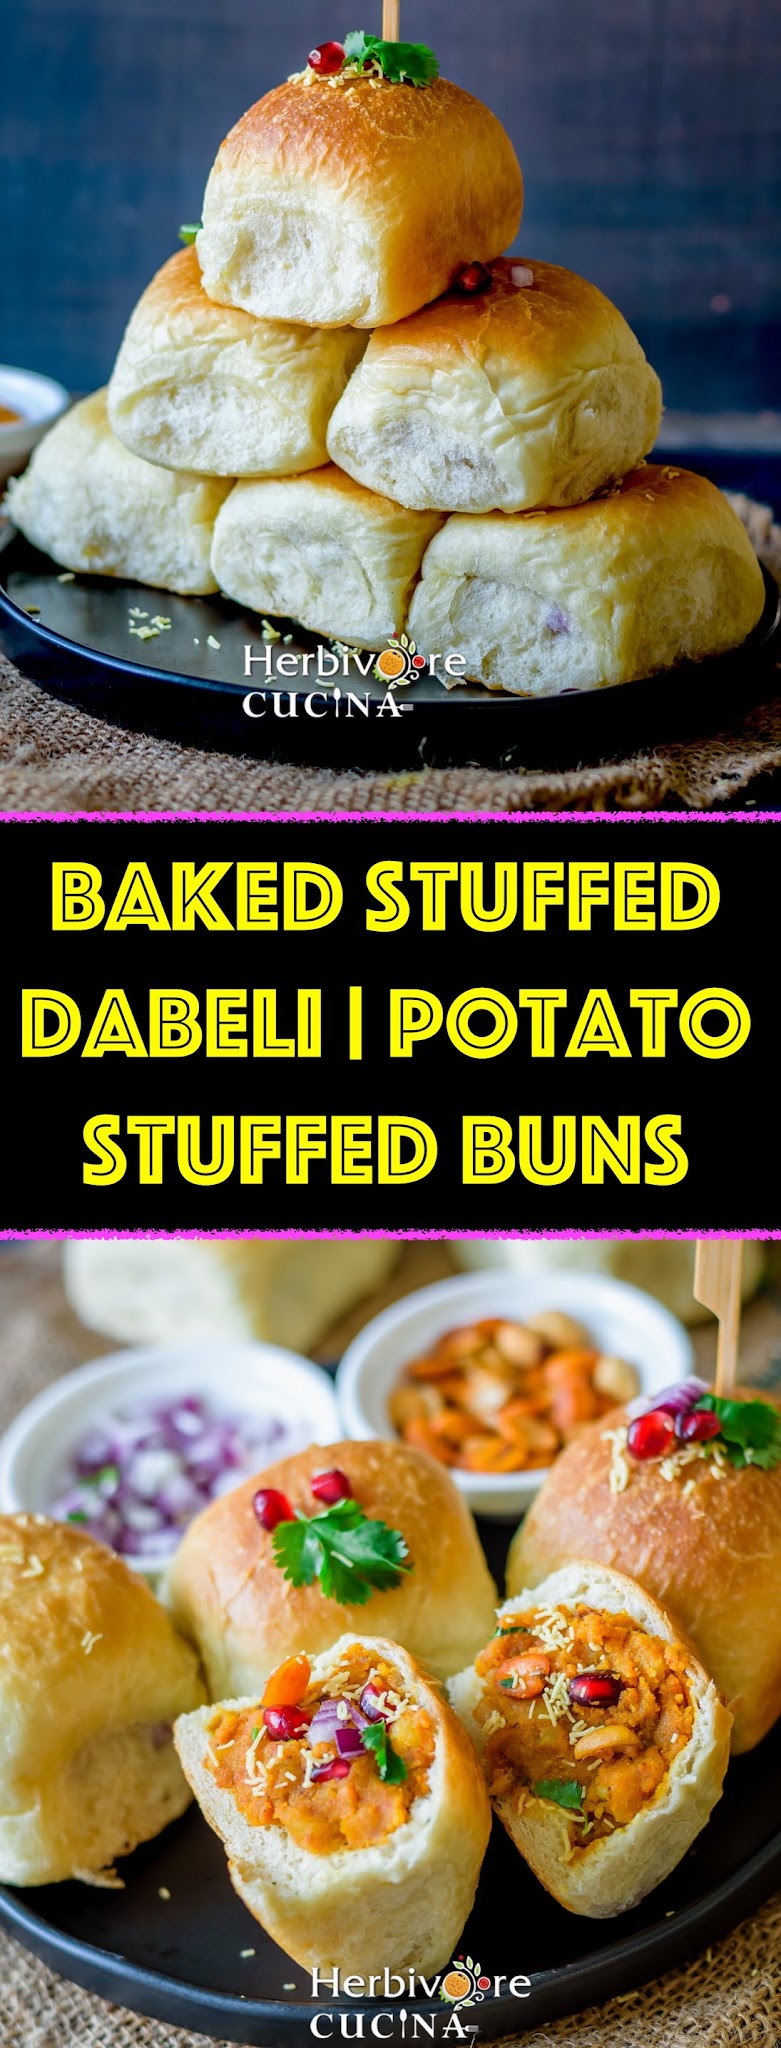 Herbivore
CUCINA
BAKED STUFFED
DABELI | POTATO
STUFFED BUNS
Herbivore
CUCINA